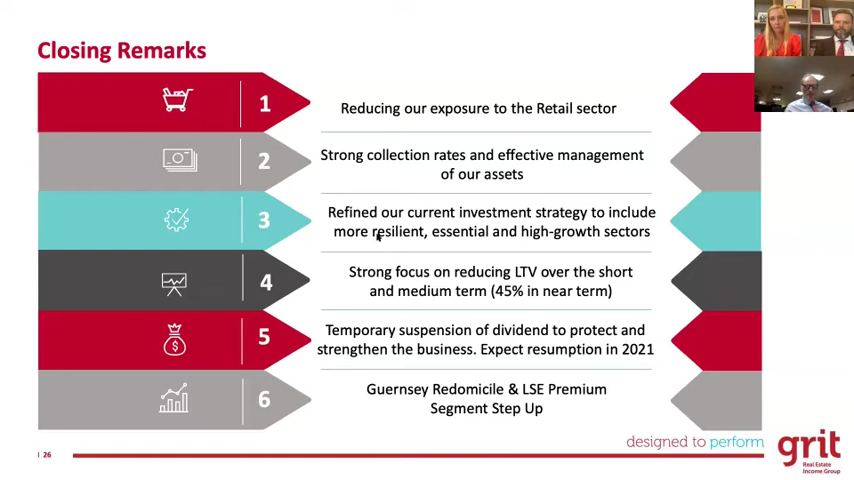 Closing Remarks
1
Reducing our exposure to the Retail sector
2
Strong collection rates and effective management
of our assets
3
Refined our current investment strategy to include
more resilient, essential and high-growth sectors
4
Strong focus on reducing LTV over the short
and medium term (45% in near term)
5
Temporary suspension of dividend to protect and
strengthen the business. Expect resumption in 2021
6
Guernsey Redomicile & LSE Premium
Segment Step Up
designed to perform
26
grit
Real Estate
Income Group